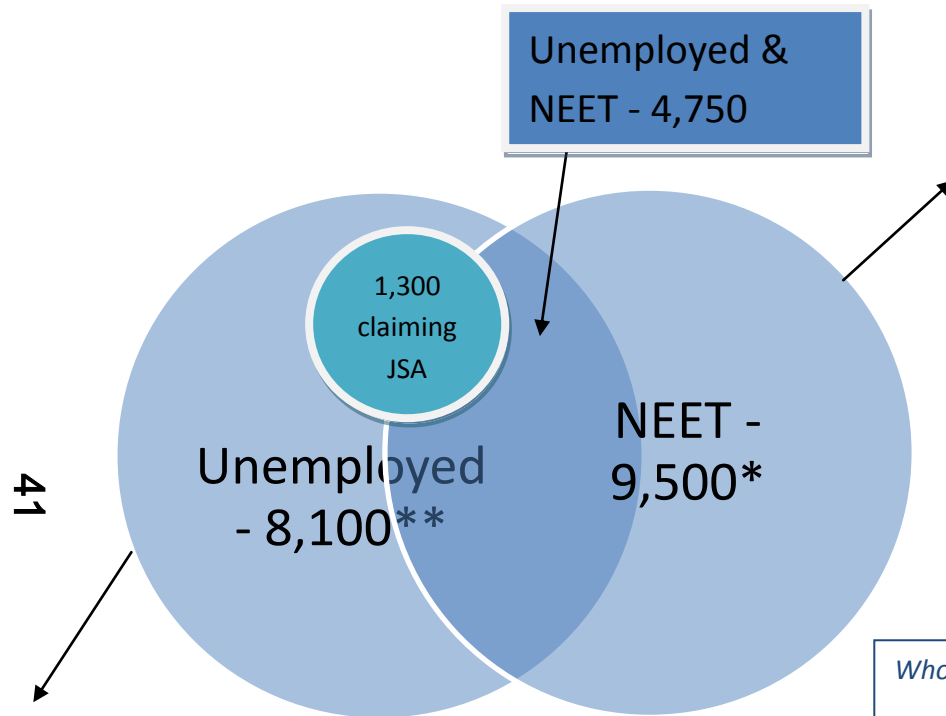 Unemployed &
NEET - 4,750
1,300
claiming
JSA
Unemployed
- 8,100**
NEET -
9,500*
41